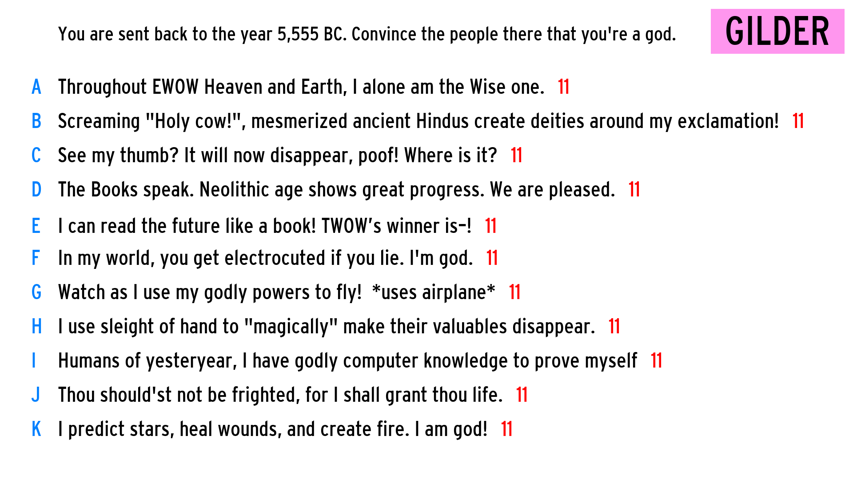 You are sent back to the year 5,555 BC. Convince the people there that you're a god.
GILDER
A Throughout EWOW Heaven and Earth, I alone am the Wise one. 11
B Screaming "Holy cow!", mesmerized ancient Hindus create deities around my exclamation! 11
C See my thumb? It will now disappear, poof! Where is it? 11
D The Books speak. Neolithic age shows great progress. We are pleased. 11
E I can read the future like a book! TWOW’s winner is–! 11
F In my world, you get electrocuted if you lie. I'm god. 11
G Watch as I use my godly powers to fly! *uses airplane* 11
H I use sleight of hand to "magically" make their valuables disappear. 11
I Humans of yesteryear, I have godly computer knowledge to prove myself 11
J Thou should'st not be frighted, for I shall grant thou life. 11
K I predict stars, heal wounds, and create fire. I am god! 11